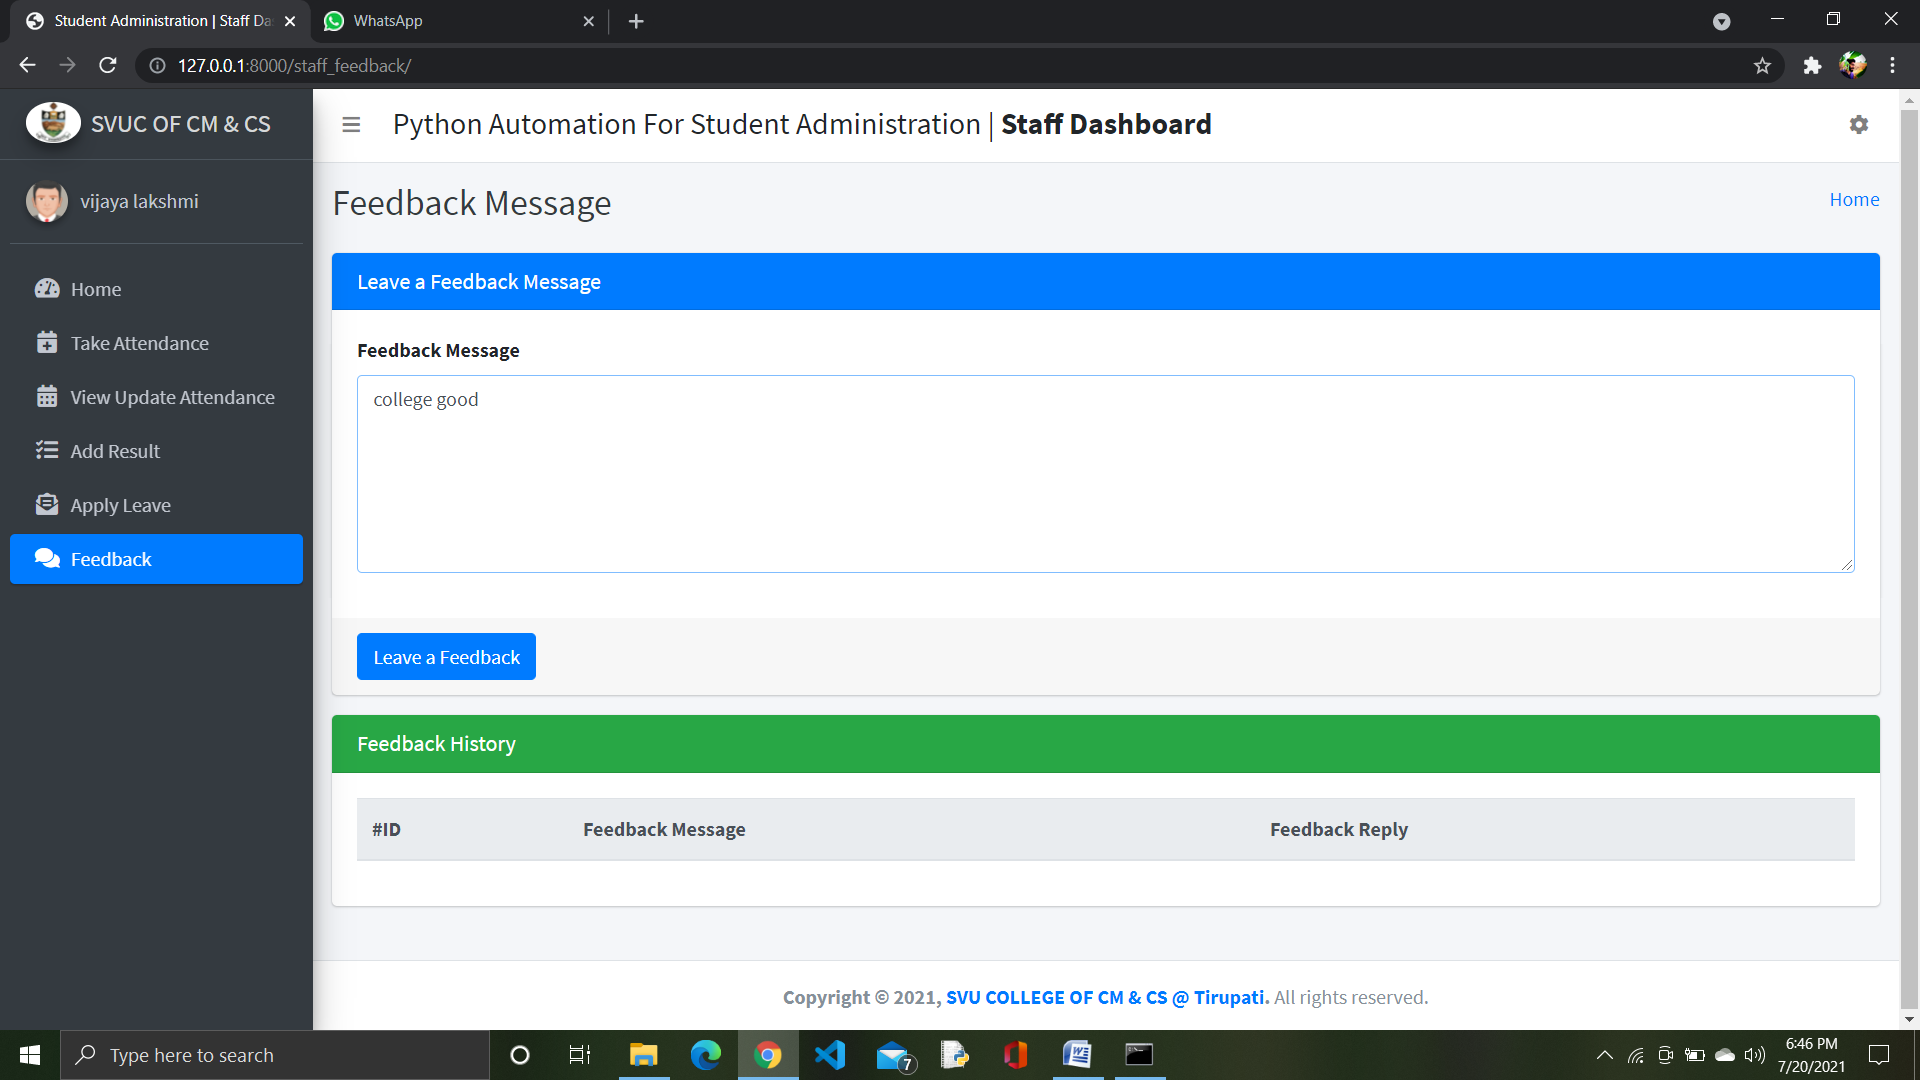 Student Administration | Staff Da
WhatsApp
127.0.0.1:8000/staff_feedback/
SVUC OF CM & CS
Python Automation For Student Administration | Staff Dashboard
vijaya lakshmi
Feedback Message
Home
Home
Take Attendance
View Update Attendance
Add Result
Apply Leave
Feedback
Leave a Feedback Message
Feedback Message
college good
Leave a Feedback
Feedback History
#ID Feedback Message Feedback Reply
Copyright © 2021, SVU COLLEGE OF CM & CS @ Tirupati. All rights reserved.
Type here to search
7
6:46 PM
7/20/2021